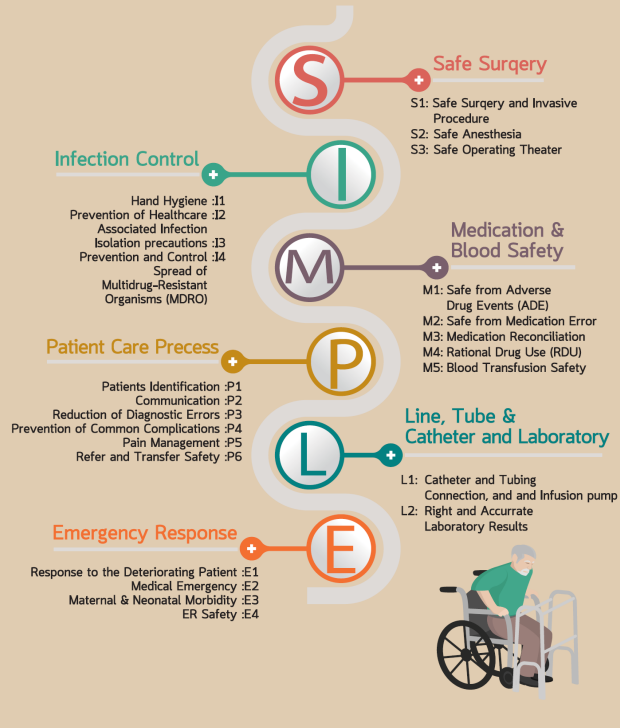 S
Safe Surqery
S1: Safe Surqery and Invasive
Procedure
S2: Safe Anesthesia
S3: Safe Operating Theater
I
Infection Control
Hand Hygiene :I1
Prevention of Healthcare :I2
Associated Infection
Isolation precautions :I3
Prevention and Control :I4
Spread of
Multidrug-Resistant
Organisms (MDRO)
M
Medication &
Blood Safety
M1: Safe from Adverse
Drug Events (ADE)
M2: Safe from Medication Error
M3: Medication Reconciliation
M4: Rational Drug Use (RDU)
M5: Blood Transfusion Safety
P
Patient Care Precess
Patients Identification :P1
Communication :P2
Reduction of Diagnostic Errors :P3
Prevention of Common Complications :P4
Pain Management :P5
Refer and Transfer Safety :P6
L
Line, Tube &
Catheter and Laboratory
L1: Catheter and Tubing
Connection, and and Infusion pump
L2: Right and Accurrate
Laboratory Results
E
Emergency Response
Response to the Deteriorating Patient :E1
Medical Emergency :E2
Maternal & Neonatal Morbidity :E3
ER Safety :E4